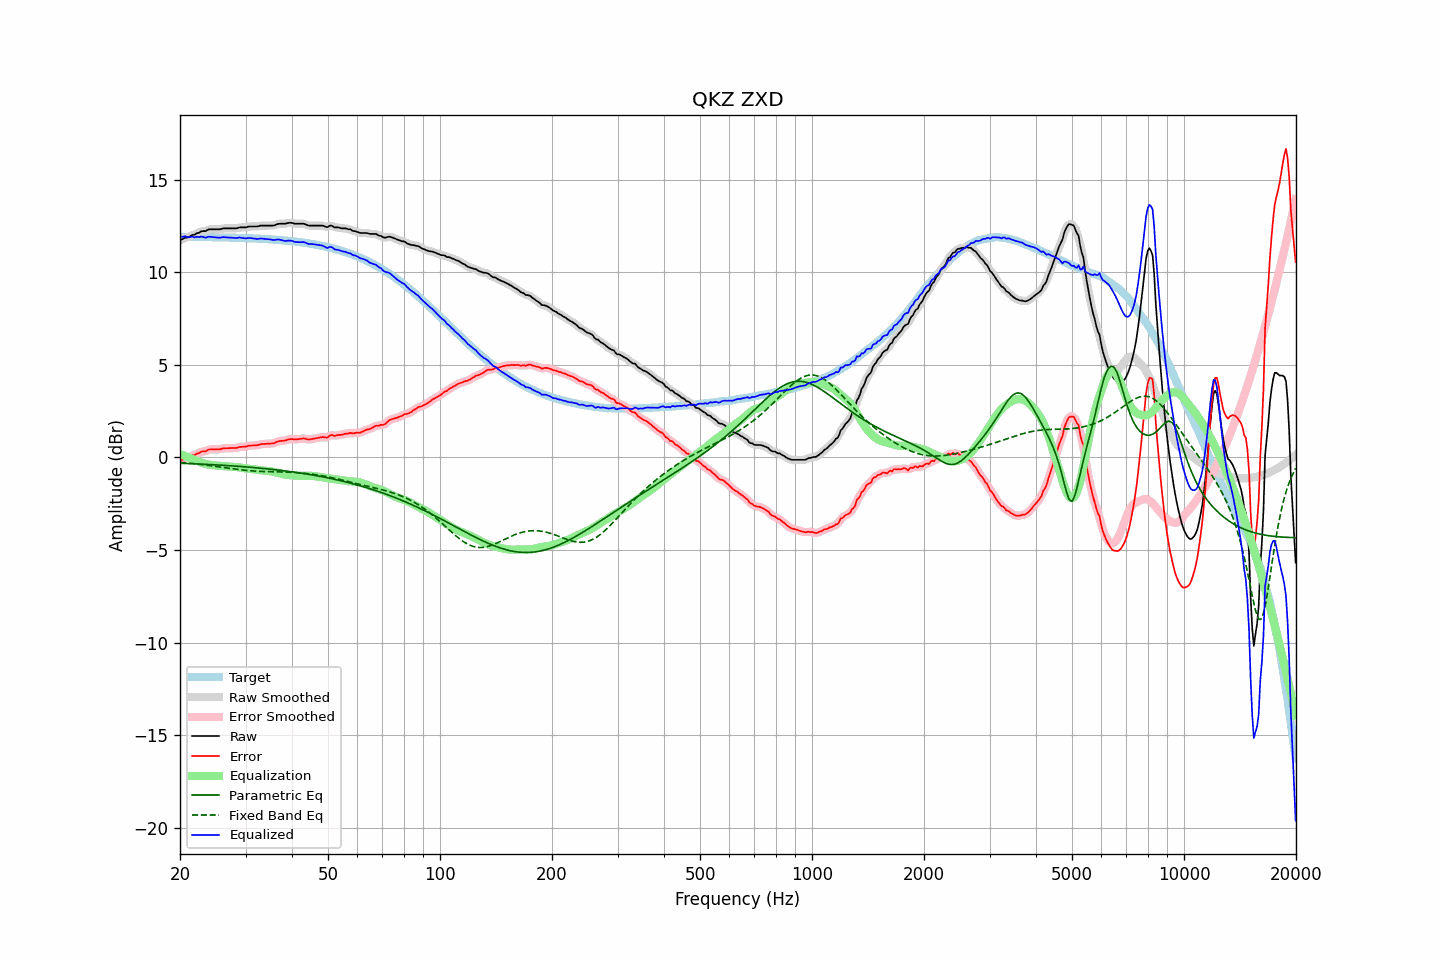 QKZ ZXD
Amplitude (dBr)
15
10
5
0
−5
−10
−15
−20
Target
Raw Smoothed
Error Smoothed
Raw
Error
Equalization
Parametric Eq
Fixed Band Eq
Equalized
20
50
100
200
500
1000
2000
5000
10000
20000
Frequency (Hz)